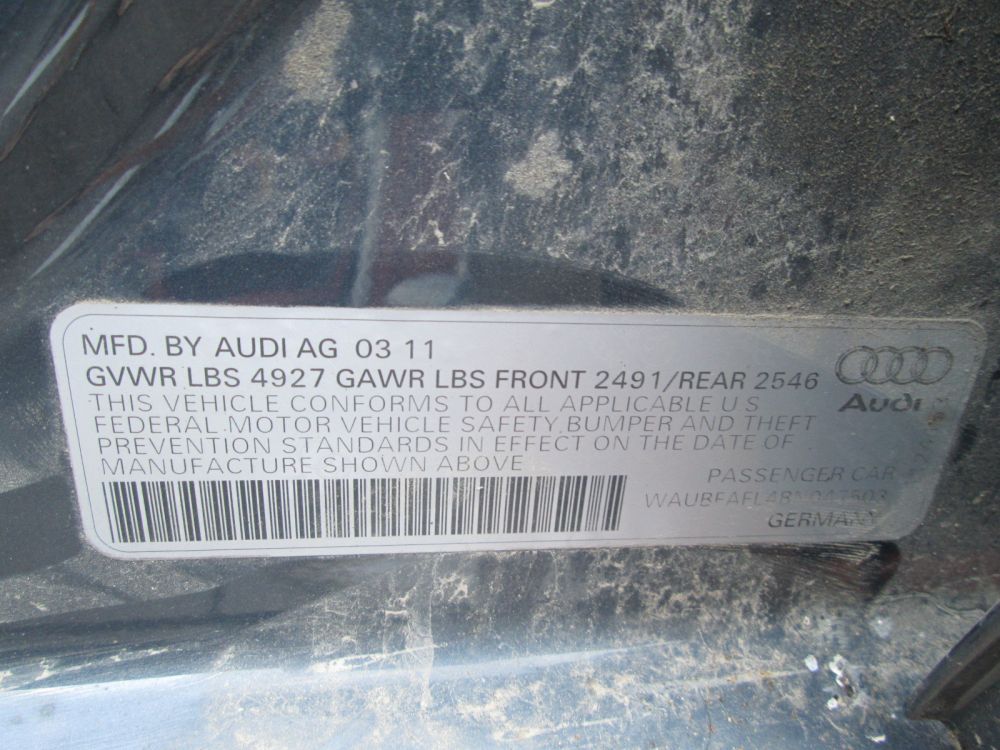 MFD. BY AUDI AG 03 11
GVWR LBS 4927 GAWR LBS FRONT 2491/REAR 2546
THIS VEHICLE CONFORMS TO ALL APPLICABLE U S
FEDERAL MOTOR VEHICLE SAFETY, BUMPER AND THEFT
PREVENTION STANDARDS IN EFFECT ON THE DATE OF
MANUFACTURE SHOWN ABOVE
Audi
PASSENGER CAR
WAUBFAFL4BN047503
GERMANY